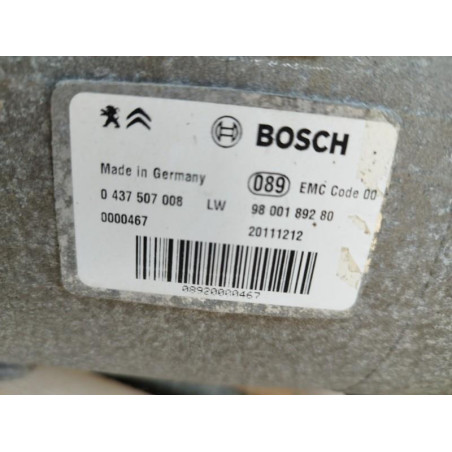 BOSCH
Made in Germany 089 EMC Code 00
0 437 507 008 LW 98 001 892 80
0000467 20111212
08920000467